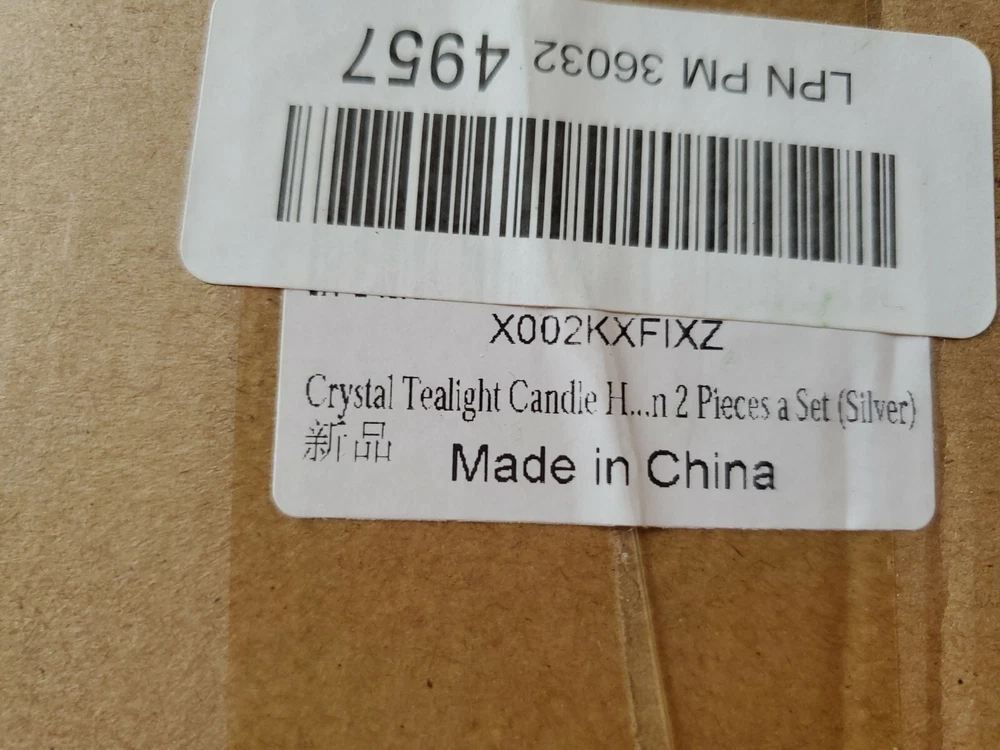 LPN PM 36032 4957
X002KXFIXZ
Crystal Tealight Candle H...n 2 Pieces a Set (Silver)
新品
Made in China